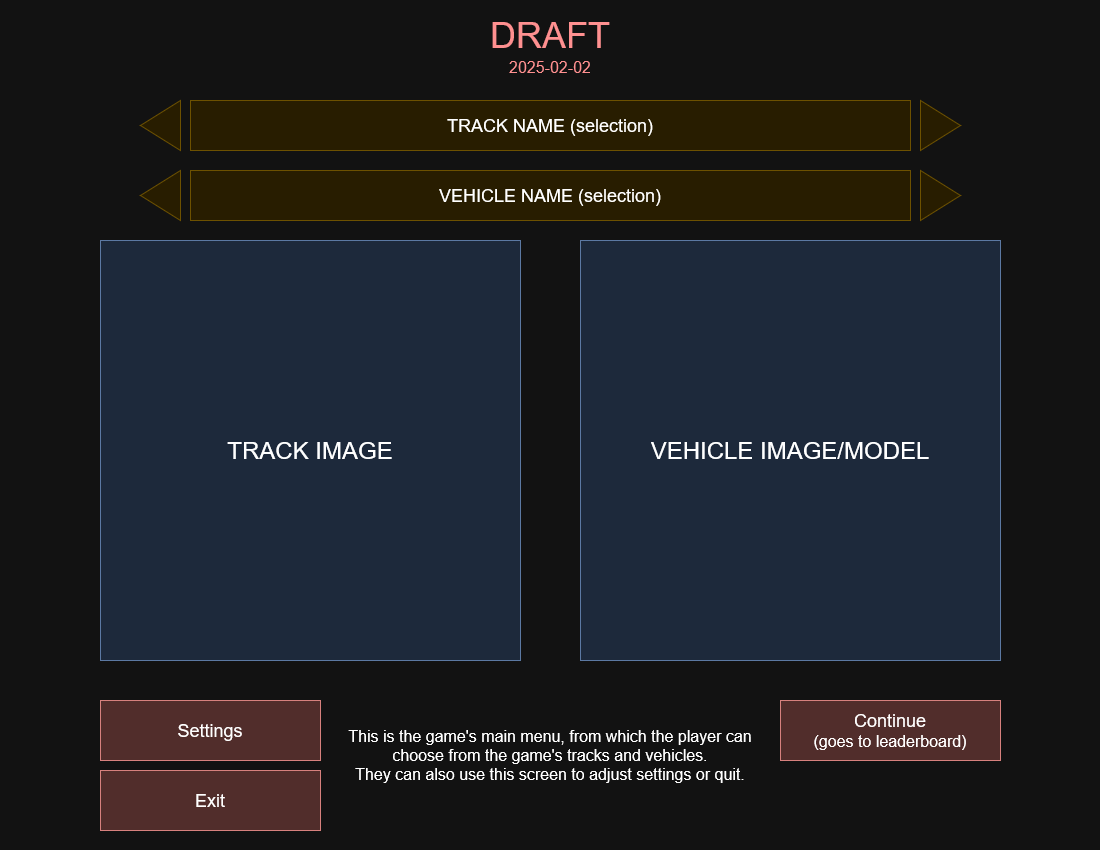 DRAFT
2025-02-02
TRACK NAME (selection)
VEHICLE NAME (selection)
TRACK IMAGE
VEHICLE IMAGE/MODEL
Settings
Exit
This is the game's main menu, from which the player can
choose from the game's tracks and vehicles.
They can also use this screen to adjust settings or quit.
Continue
(goes to leaderboard)